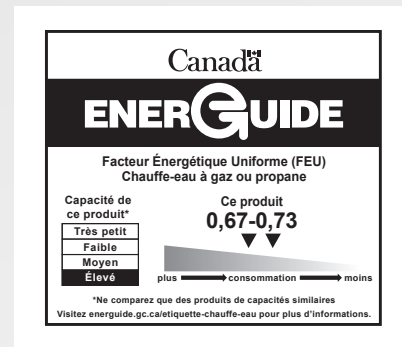 Canada
ENERGUIDE
Facteur Énergétique Uniforme (FEU)
Chauffe-eau à gaz ou propane
Capacité de
ce produit*
Très petit
Faible
Moyen
Élevé
Ce produit
0,67-0,73
plus consommation moins
*Ne comparez que des produits de capacités similaires
Visitez energuide.gc.ca/etiquette-chauffe-eau pour plus d'informations.